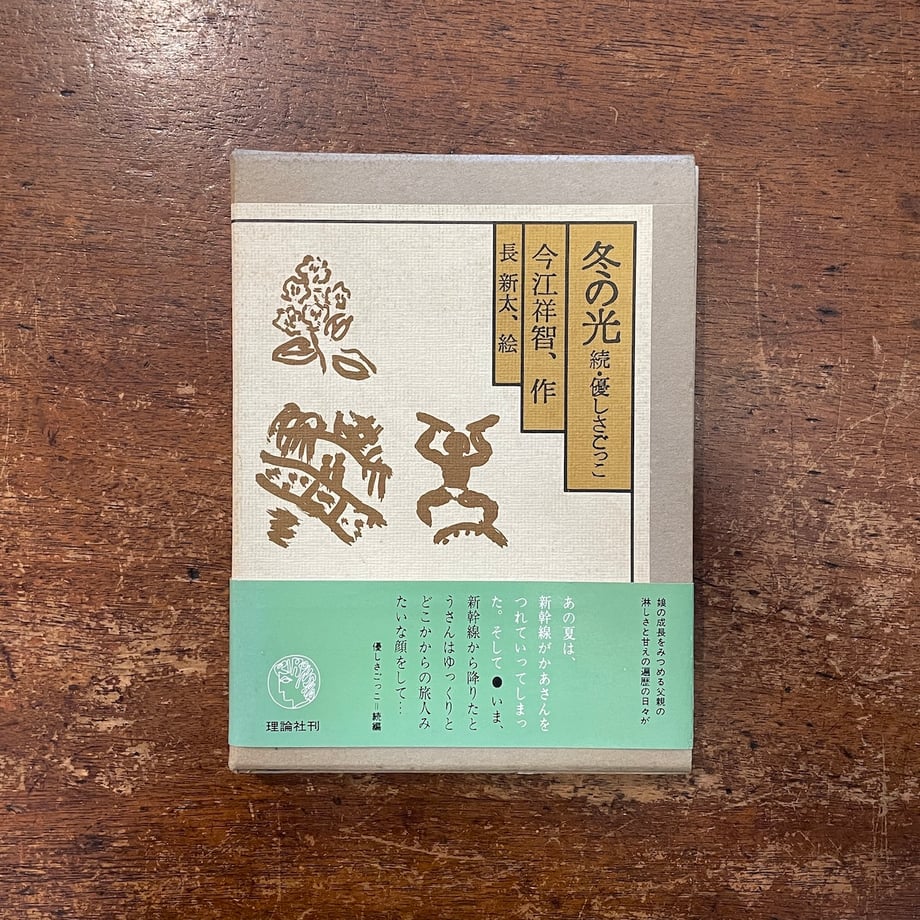 冬の光 続・優しさごっこ
今江祥智、作
長 新太、絵
娘の成長をみつめる父親の
淋しさと甘えの遍歴の日々が
あの夏は、
新幹線がかあさんを
つれていってしまっ
た。そして●いま、
新幹線から降りたと
うさんはゆっくりと
どこかからの旅人み
たいな顔をして…
優しさごっこ=続編
理論社刊